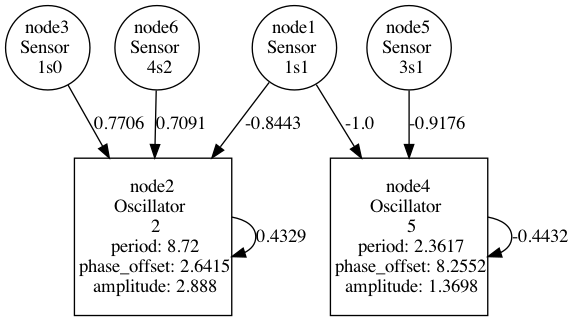 node3
Sensor
1s0
node6
Sensor
4s2
node1
Sensor
1s1
node5
Sensor
3s1
0.7706
0.7091
-0.8443
-1.0
-0.9176
node2
Oscillator
2
period: 8.72
phase_offset: 2.6415
amplitude: 2.888
0.4329
node4
Oscillator
5
period: 2.3617
phase_offset: 8.2552
amplitude: 1.3698
-0.4432